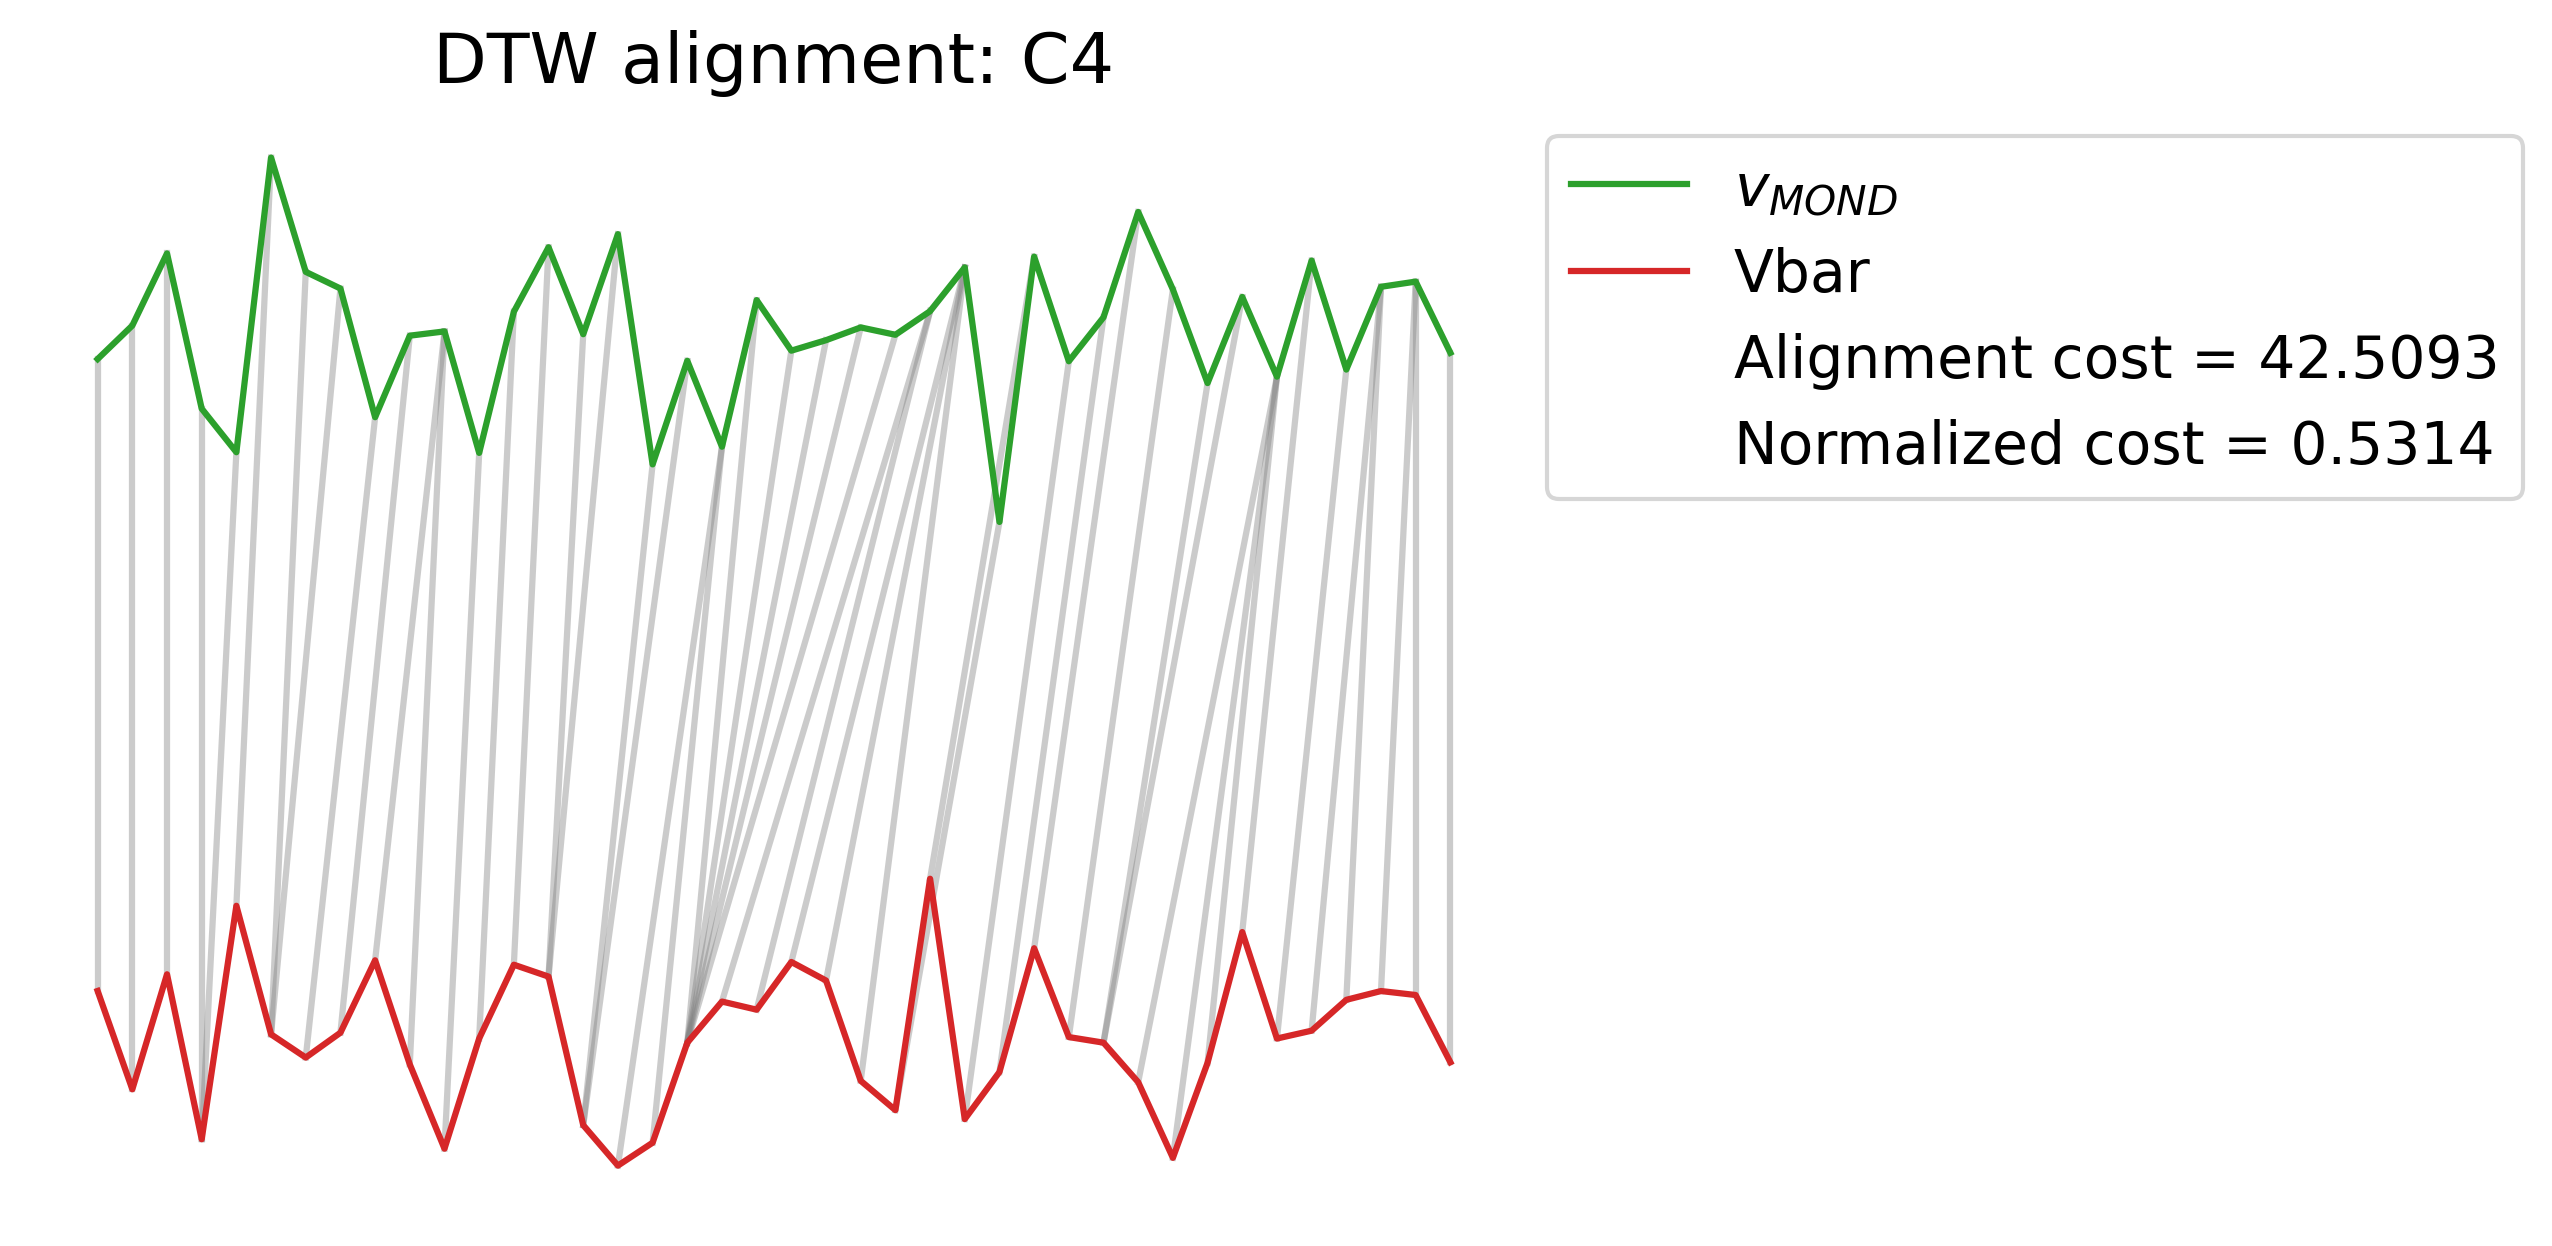 DTW alignment: C4
v_MOND
Vbar
Alignment cost = 42.5093
Normalized cost = 0.5314